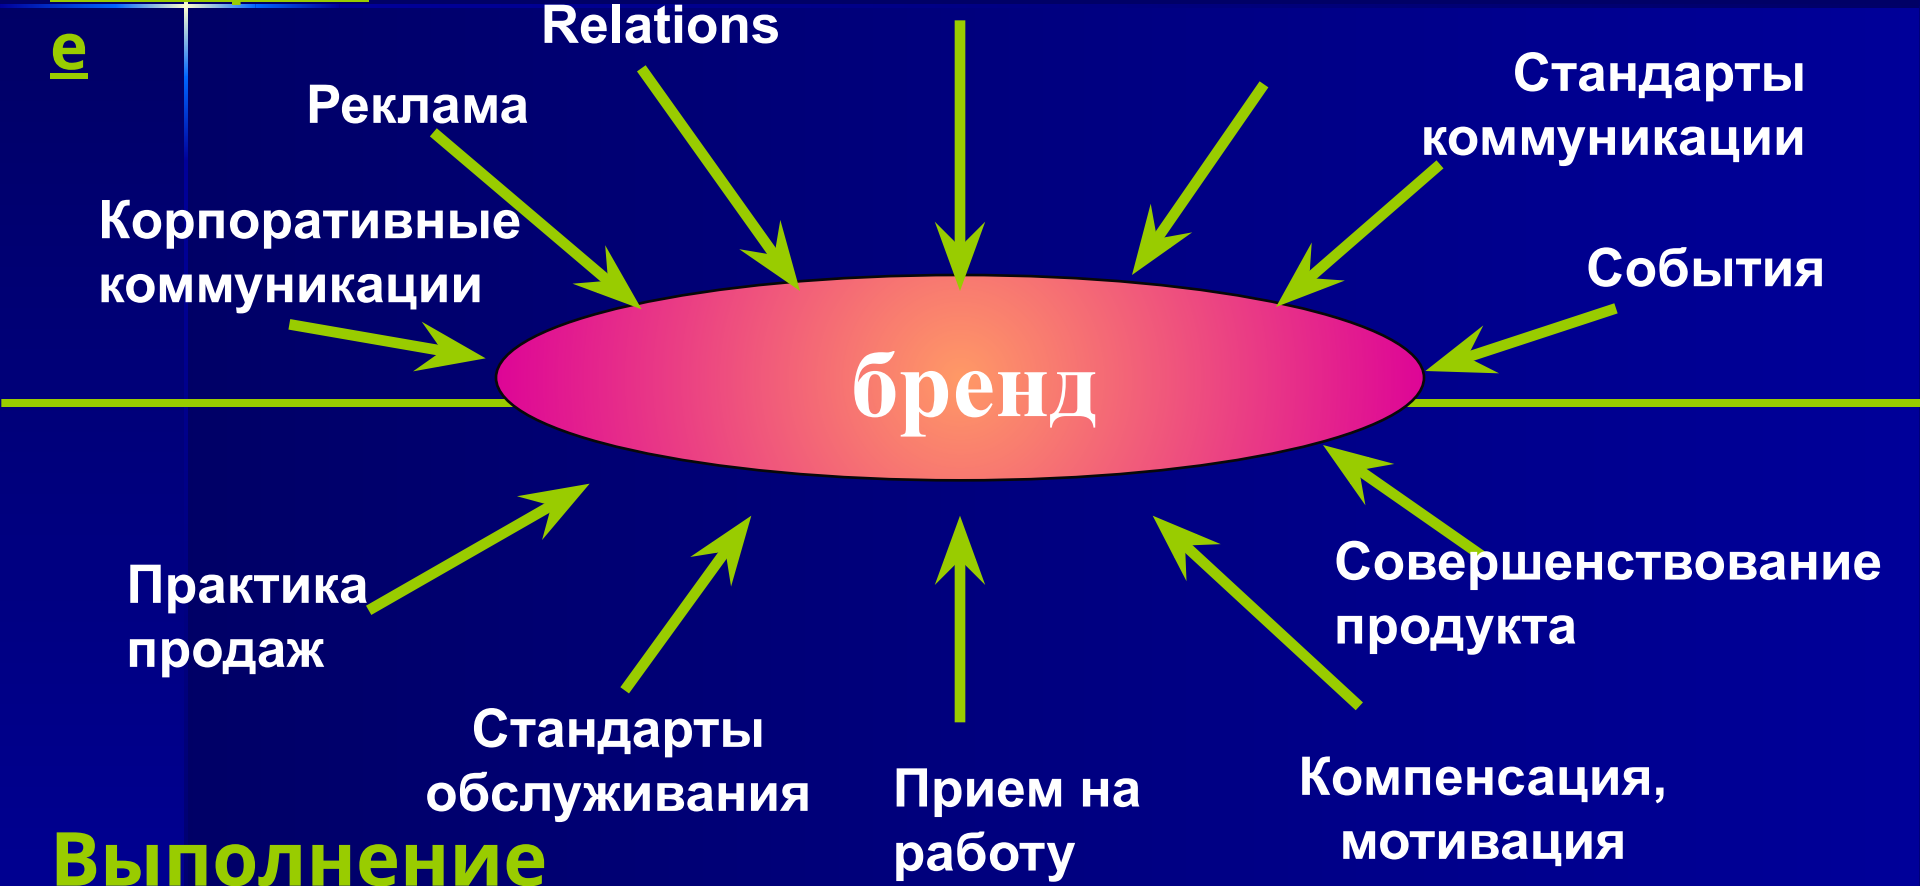 е
Relations
Реклама
Стандарты
коммуникации
Корпоративные
коммуникации
События
бренд
Практика
продаж
Совершенствование
продукта
Стандарты
обслуживания
Прием на
работу
Компенсация,
мотивация
Выполнение